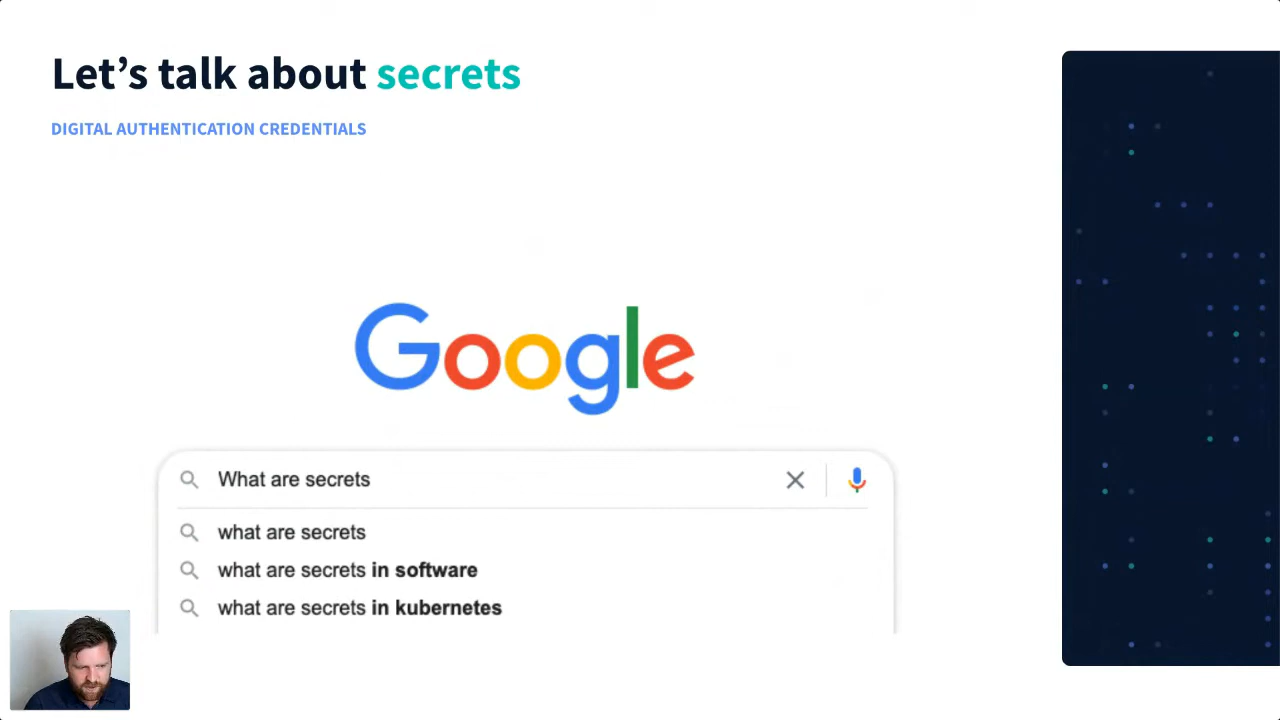 Let’s talk about secrets
DIGITAL AUTHENTICATION CREDENTIALS
Google
What are secrets
what are secrets
what are secrets in software
what are secrets in kubernetes